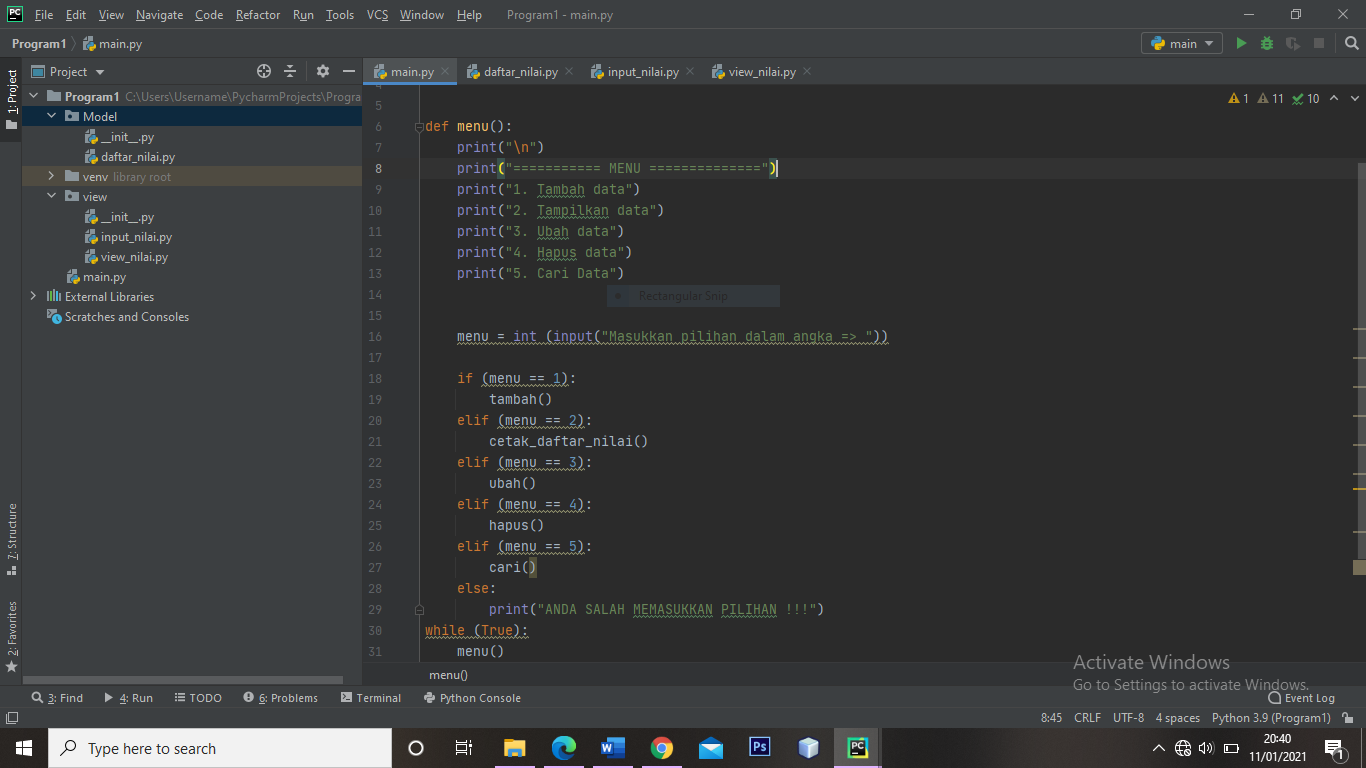 PC File Edit View Navigate Code Refactor Run Tools VCS Window Help Program1 - main.py
Program1 main.py main
1: Project
Project
main.py daftar_nilai.py input_nilai.py view_nilai.py
Program1 C:\Users\Username\PycharmProjects\Progra
Model
__init__.py
daftar_nilai.py
venv library root
view
__init__.py
input_nilai.py
view_nilai.py
main.py
External Libraries
Scratches and Consoles
7: Structure
2: Favorites
1 11 10
4
5
6 def menu():
7 print("\n")
8 print("=========== MENU ==============")
9 print("1. Tambah data")
10 print("2. Tampilkan data")
11 print("3. Ubah data")
12 print("4. Hapus data")
13 print("5. Cari Data")
14
Rectangular Snip
15
16 menu = int (input("Masukkan pilihan dalam angka => "))
17
18 if (menu == 1):
19 tambah()
20 elif (menu == 2):
21 cetak_daftar_nilai()
22 elif (menu == 3):
23 ubah()
24 elif (menu == 4):
25 hapus()
26 elif (menu == 5):
27 cari()
28 else:
29 print("ANDA SALAH MEMASUKKAN PILIHAN !!!")
30 while (True):
31 menu()
menu()
Activate Windows
Go to Settings to activate Windows.
3: Find 4: Run TODO 6: Problems Terminal Python Console Event Log
8:45 CRLF UTF-8 4 spaces Python 3.9 (Program1)
Type here to search
W
Ps
PC
20:40
11/01/2021
1